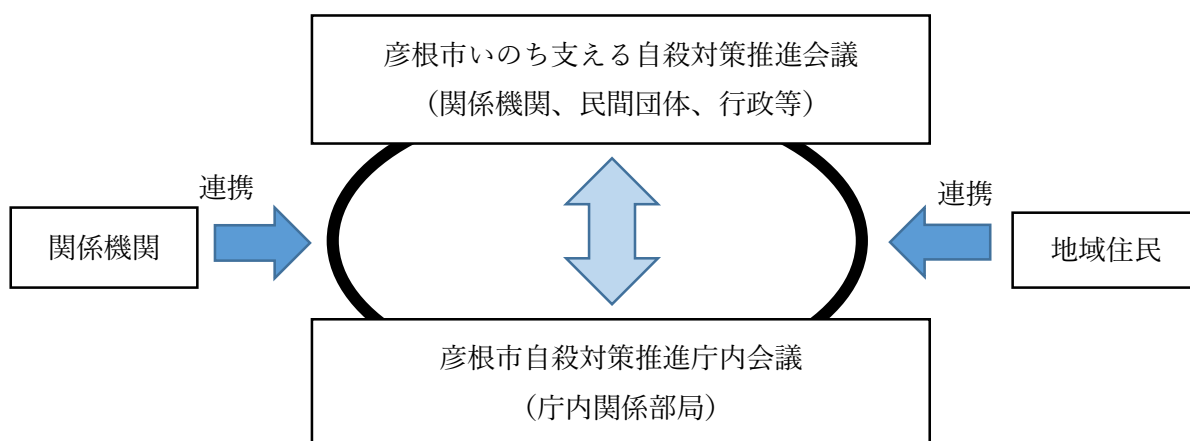 彦根市いのち支える自殺対策推進会議
（関係機関、民間団体、行政等）
連携
連携
関係機関
地域住民
彦根市自殺対策推進庁内会議
（庁内関係部局）